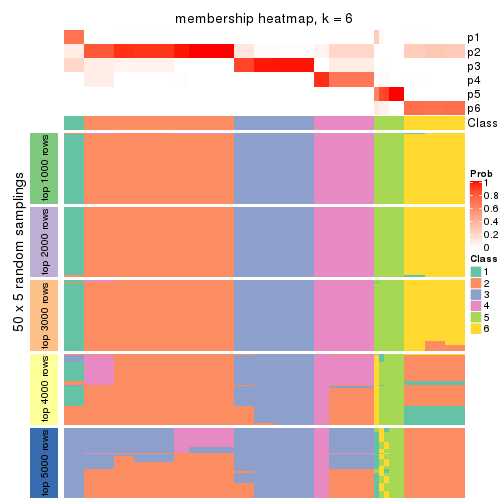 membership heatmap, k = 6
p1
p2
p3
p4
p5
p6
Class
50 x 5 random samplings
top 1000 rows
top 2000 rows
top 3000 rows
top 4000 rows
top 5000 rows
Prob
1
0.8
0.6
0.4
0.2
0
Class
1
2
3
4
5
6